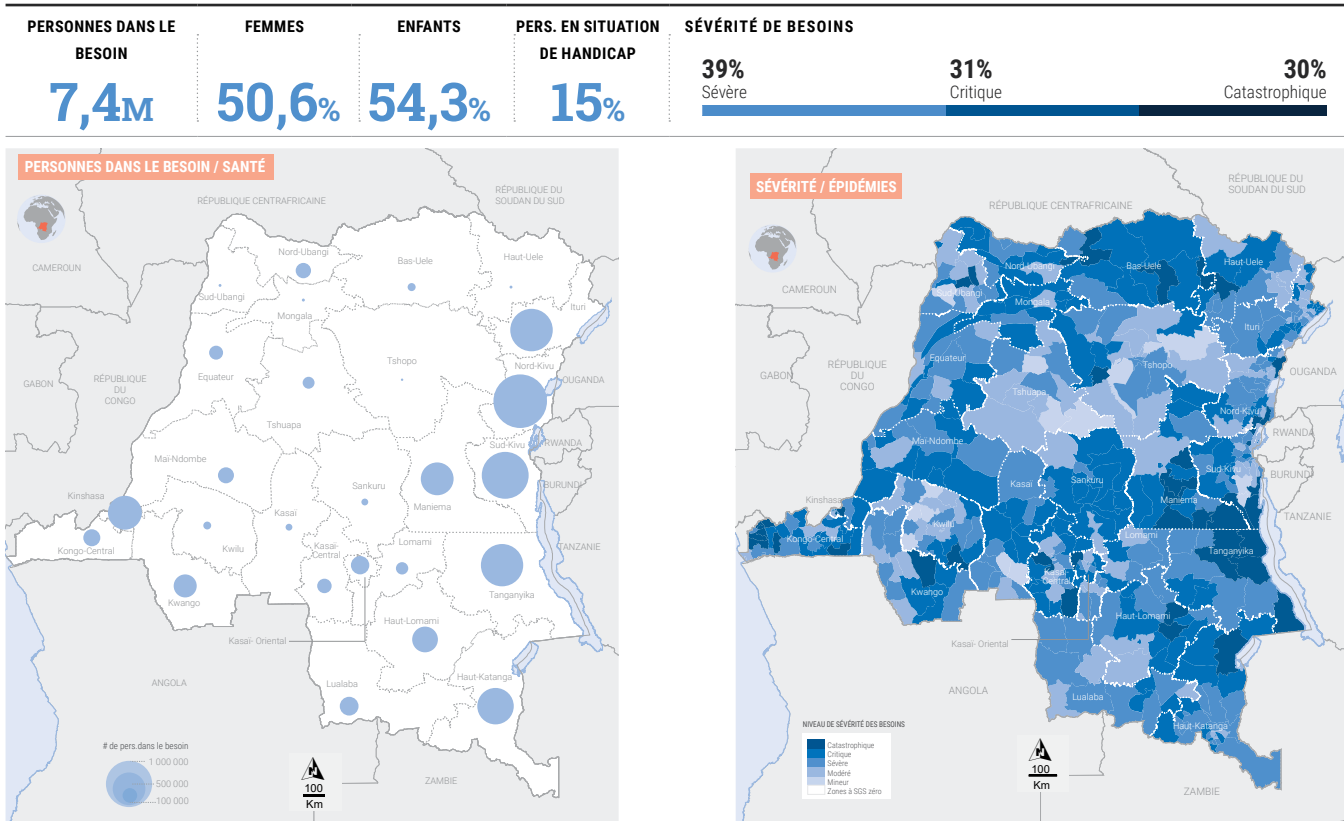 PERSONNES DANS LE
BESOIN
7,4M
FEMMES
50,6%
ENFANTS
54,3%
PERS. EN SITUATION
DE HANDICAP
15%
SÉVÉRITÉ DE BESOINS
39%
Sévère
31%
Critique
30%
Catastrophique
PERSONNES DANS LE BESOIN / SANTÉ
RÉPUBLIQUE CENTRAFRICAINE
RÉPUBLIQUE DU
SOUDAN DU SUD
CAMEROUN
Nord-Ubangi
Bas-Uele
Haut-Uele
Sud-Ubangi
Mongala
Ituri
Tshopo
Nord-Kivu
GABON
RÉPUBLIQUE
DU
CONGO
Equateur
OUGANDA
Tshuapa
Sud-Kivu
RWANDA
Maï-Ndombe
Sankuru
BURUNDI
Kinshasa
Maniema
Kasaï
Kongo-Central
Kwilu
Kasaï-
Central
Lomami
TANZANIE
Kwango
Tanganyika
Haut-Lomami
Kasaï- Oriental
ANGOLA
Lualaba
Haut-Katanga
# de pers.dans le besoin
1 000 000
500 000
100 000
100
Km
ZAMBIE
SÉVÉRITÉ / ÉPIDÉMIES
RÉPUBLIQUE CENTRAFRICAINE
RÉPUBLIQUE DU
SOUDAN DU SUD
CAMEROUN
Nord-Ubangi
Bas-Uele
Haut-Uele
Sud-Ubangi
Mongala
Ituri
Equateur
Tshopo
GABON
RÉPUBLIQUE
DU
CONGO
OUGANDA
Tshuapa
Nord-Kivu
RWANDA
Maï-Ndombe
Sud-Kivu
BURUNDI
Kasaï
Sankuru
Kinshasa
Maniema
TANZANIE
Kwilu
Kongo-Central
Lomami
Tanganyika
Kasaï-
Central
Kwango
Haut-Lomami
Kasaï- Oriental
ANGOLA
Lualaba
Haut-Katanga
NIVEAU DE SÉVÉRITÉ DES BESOINS
Catastrophique
Critique
Sévère
Modéré
Mineur
Zones à SGS zéro
100
Km
ZAMBIE